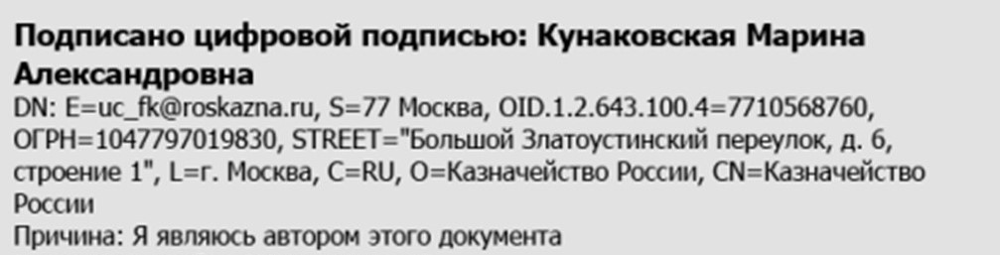 Подписано цифровой подписью: Кунаковская Марина
Александровна
DN: E=uc_fk@roskazna.ru, S=77 Москва, OID.1.2.643.100.4=7710568760,
ОГРН=1047797019830, STREET="Большой Златоустинский переулок, д. 6,
строение 1", L=г. Москва, C=RU, O=Казначейство России, CN=Казначейство
России
Причина: Я являюсь автором этого документа